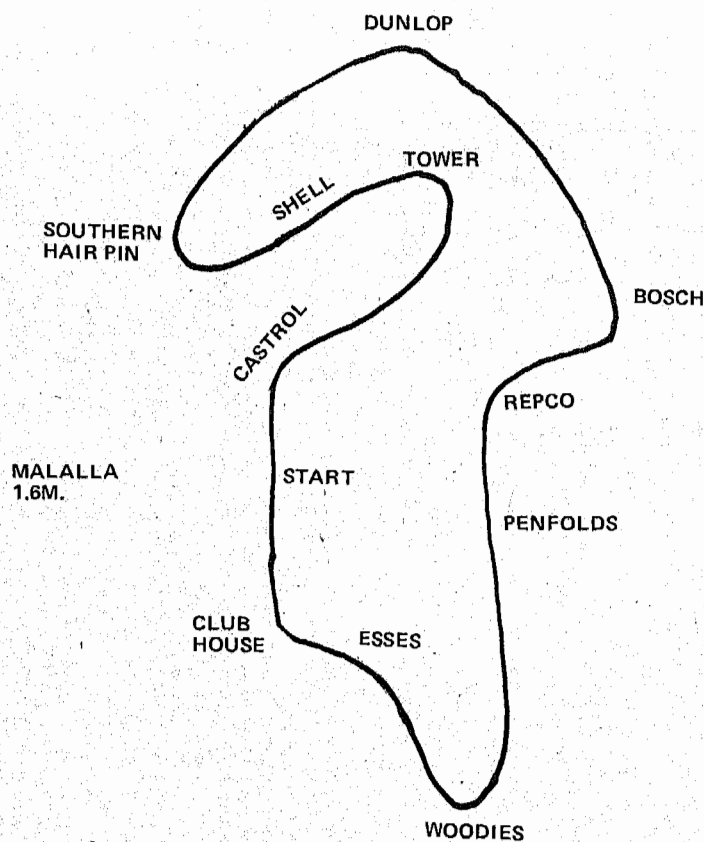 DUNLOP
TOWER
SHELL
SOUTHERN
HAIR PIN
BOSCH
CASTROL
REPCO
MALALLA
1.6M.
START
PENFOLDS
CLUB
HOUSE
ESSES
WOODIES